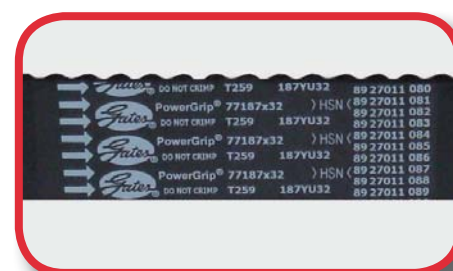 Gates DO NOT CRIMP T259 187YU32 89 27011 080
PowerGrip® 77187x32 〉HSN〈 89 27011 081
89 27011 082
Gates® DO NOT CRIMP T259 187YU32 89 27011 083
PowerGrip® 77187x32 〉HSN〈 89 27011 084
89 27011 085
Gates® DO NOT CRIMP T259 187YU32 89 27011 086
PowerGrip® 77187x32 〉HSN〈 89 27011 087
89 27011 088
Gates® DO NOT CRIMP T259 187YU32 89 27011 089